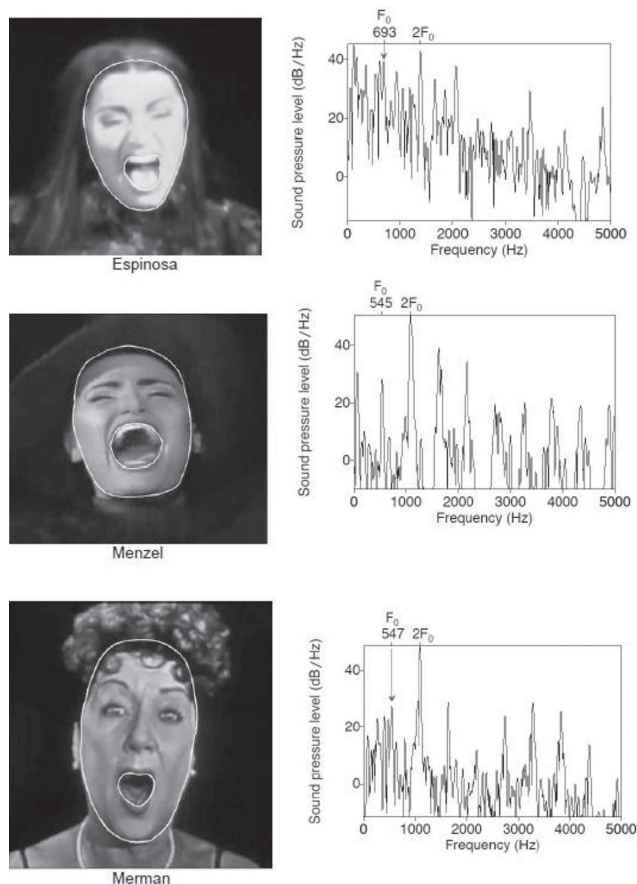 F₀
693 2F₀
Sound pressure level (dB/Hz)
40
20
0
0 1000 2000 3000 4000 5000
Frequency (Hz)
Espinosa
F₀
545 2F₀
Sound pressure level (dB/Hz)
40
20
0
0 1000 2000 3000 4000 5000
Frequency (Hz)
Menzel
F₀
547 2F₀
Sound pressure level (dB/Hz)
40
20
0
0 1000 2000 3000 4000 5000
Frequency (Hz)
Merman